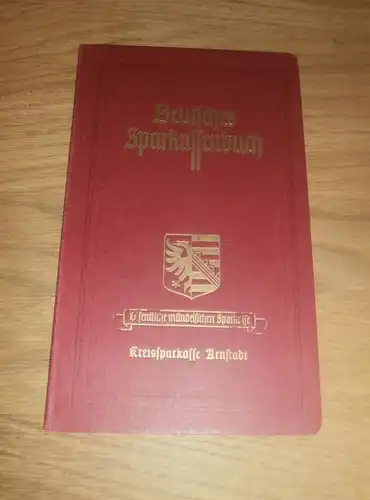 Deutsches
Sparkassenbuch
Öffentliche mündelsichere Sparkasse
Kreissparkasse Arnstadt